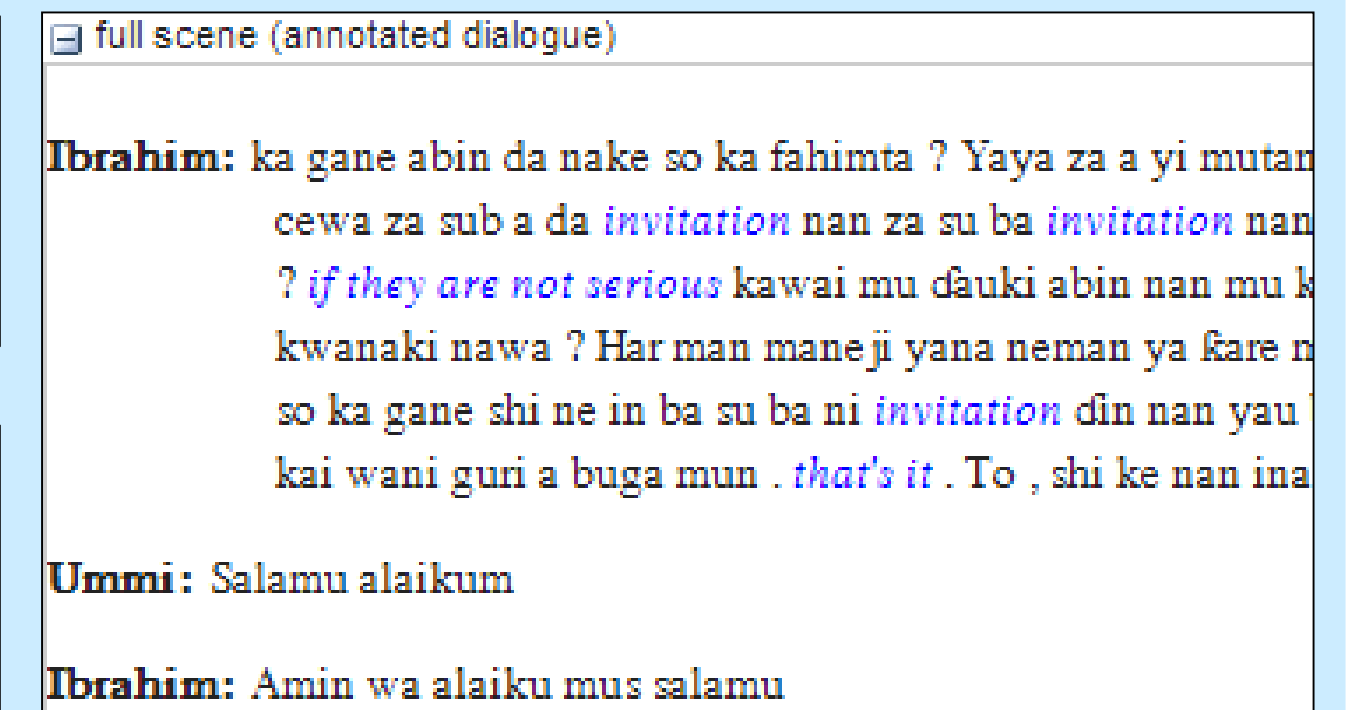 full scene (annotated dialogue)
Ibrahim: ka gane abin da nake so ka fahimta ? Yaya za a yi mutan
cewa za sub a da invitation nan za su ba invitation nan
? if they are not serious kawai mu ɗauki abin nan mu k
kwanaki nawa ? Har man maneji yana neman ya ƙare m
so ka gane shi ne in ba su ba ni invitation ɗin nan yau
kai wani guri a buga mun . that's it . To , shi ke nan ina
Ummi: Salamu alaikum
Ibrahim: Amin wa alaiku mus salamu